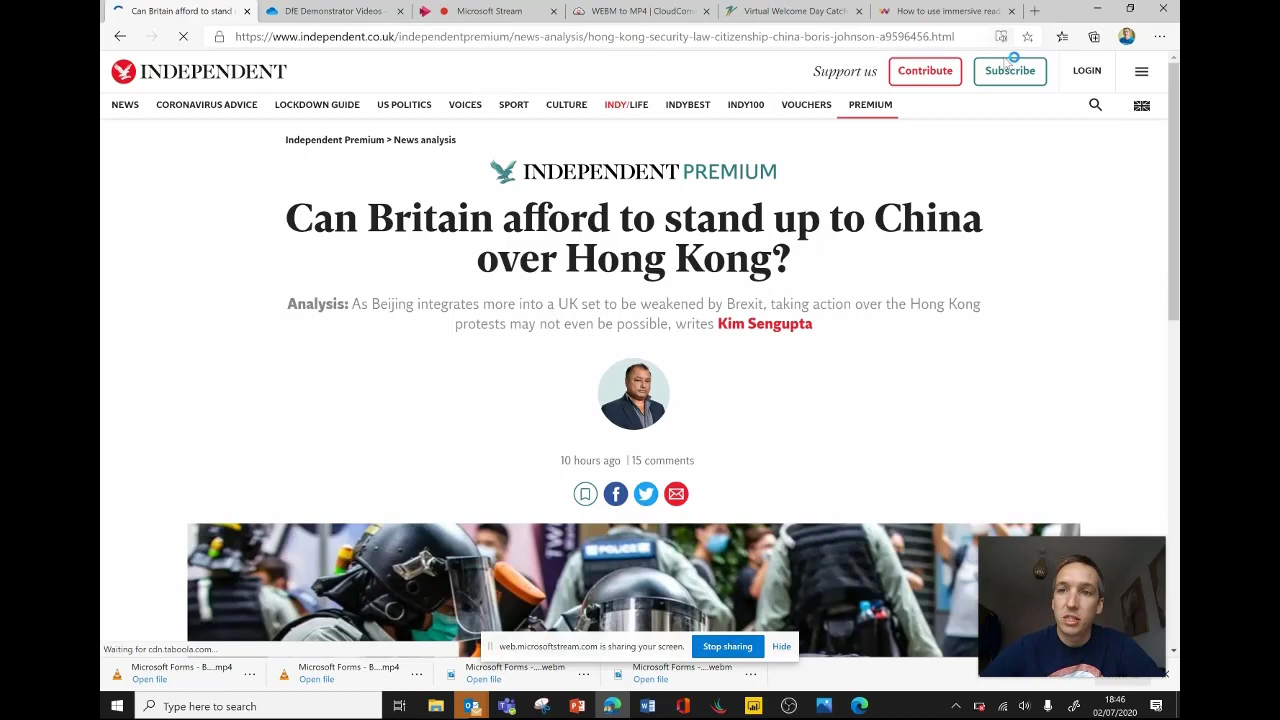 Can Britain afford to stand u
DfE Demonstrator Videos -
Microsoft Stream
WEBM to MP4 | CloudConv
Virtual Welcome Day Catch
How to use immersive read
https://www.independent.co.uk/independentpremium/news-analysis/hong-kong-security-law-citizenship-china-boris-johnson-a9596456.html
INDEPENDENT
Support us
Contribute
Subscribe
LOGIN
NEWS CORONAVIRUS ADVICE LOCKDOWN GUIDE US POLITICS VOICES SPORT CULTURE INDY/LIFE INDYBEST INDY100 VOUCHERS PREMIUM
Independent Premium > News analysis
INDEPENDENT PREMIUM
Can Britain afford to stand up to China
over Hong Kong?
Analysis: As Beijing integrates more into a UK set to be weakened by Brexit, taking action over the Hong Kong
protests may not even be possible, writes Kim Sengupta
10 hours ago | 15 comments
POLICE
web.microsoftstream.com is sharing your screen.
Stop sharing
Hide
Waiting for cdn.taboola.com...
Microsoft Forms - B....mp4
Open file
Microsoft Forms - B....mp4
Open file
Microsoft Forms -....webm
Open file
Microsoft Forms -....webm
Open file
Type here to search
18:46
02/07/2020